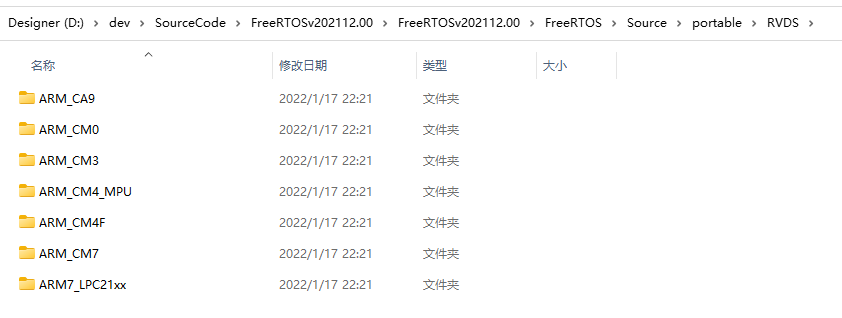 Designer (D:) > dev > SourceCode > FreeRTOSv202112.00 > FreeRTOSv202112.00 > FreeRTOS > Source > portable > RVDS >
名称 修改日期 类型 大小
ARM_CA9 2022/1/17 22:21 文件夹
ARM_CM0 2022/1/17 22:21 文件夹
ARM_CM3 2022/1/17 22:21 文件夹
ARM_CM4_MPU 2022/1/17 22:21 文件夹
ARM_CM4F 2022/1/17 22:21 文件夹
ARM_CM7 2022/1/17 22:21 文件夹
ARM7_LPC21xx 2022/1/17 22:21 文件夹